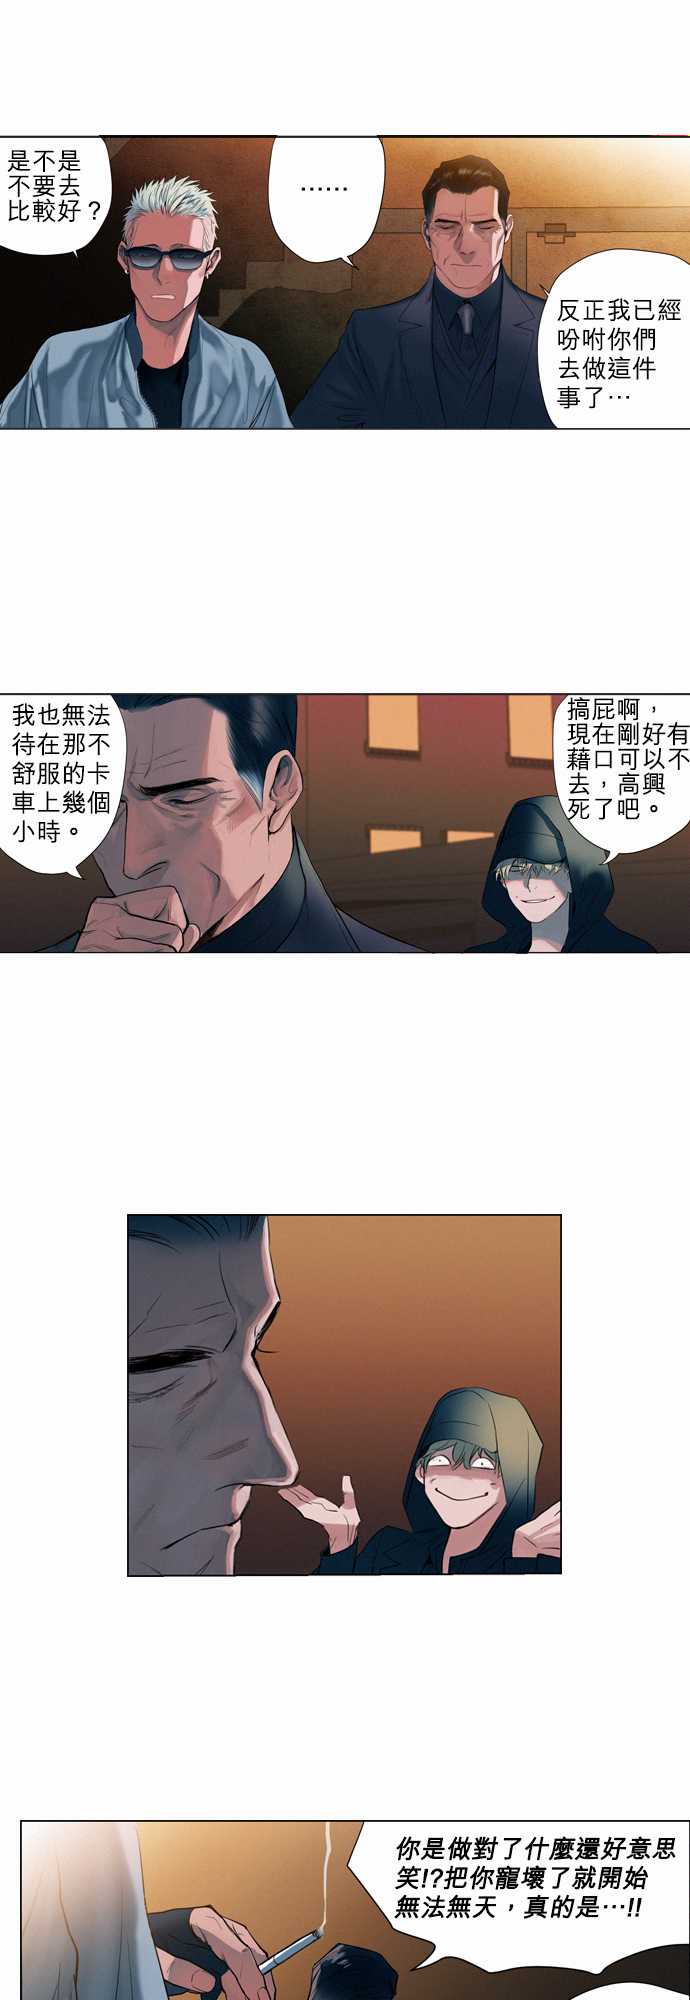 是不是
不要去
比較好？
……
反正我已經
吩咐你們
去做這件
事了…
我也無法
待在那不
舒服的卡
車上幾個
小時。
搞屁啊，
現在剛好有
藉口可以不
去，高興
死了吧。
你是做對了什麼還好意思
笑!?把你寵壞了就開始
無法無天，真的是…!!